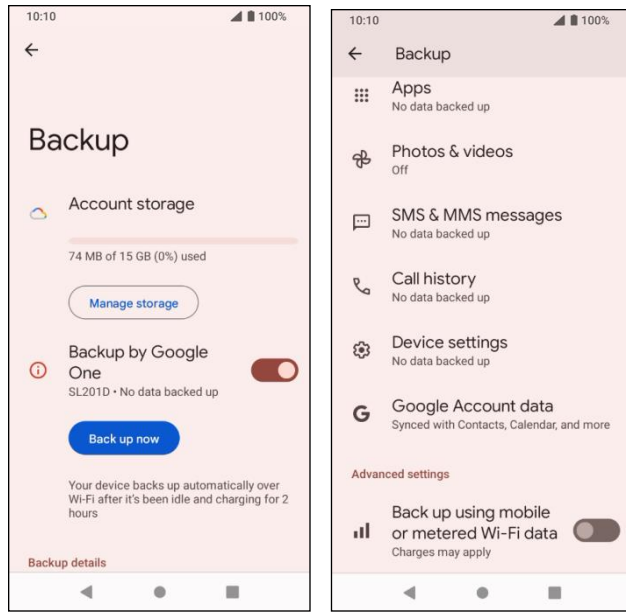 10:10 100%
Backup
Account storage
74 MB of 15 GB (0%) used
Manage storage
Backup by Google
One
SL201D • No data backed up
Back up now
Your device backs up automatically over
Wi-Fi after it's been idle and charging for 2
hours
Backup details
10:10 100%
Backup
Apps
No data backed up
Photos & videos
Off
SMS & MMS messages
No data backed up
Call history
No data backed up
Device settings
No data backed up
G
Google Account data
Synced with Contacts, Calendar, and more
Advanced settings
Back up using mobile
or metered Wi-Fi data
Charges may apply